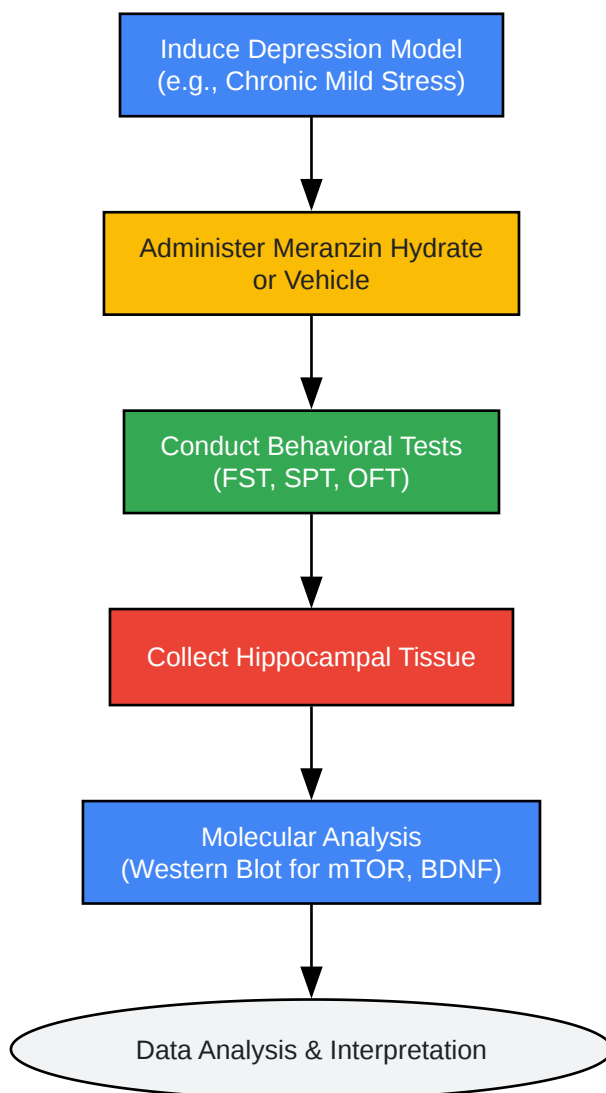 Induce Depression Model
(e.g., Chronic Mild Stress)
Administer Meranzin Hydrate
or Vehicle
Conduct Behavioral Tests
(FST, SPT, OFT)
Collect Hippocampal Tissue
Molecular Analysis
(Western Blot for mTOR, BDNF)
Data Analysis & Interpretation